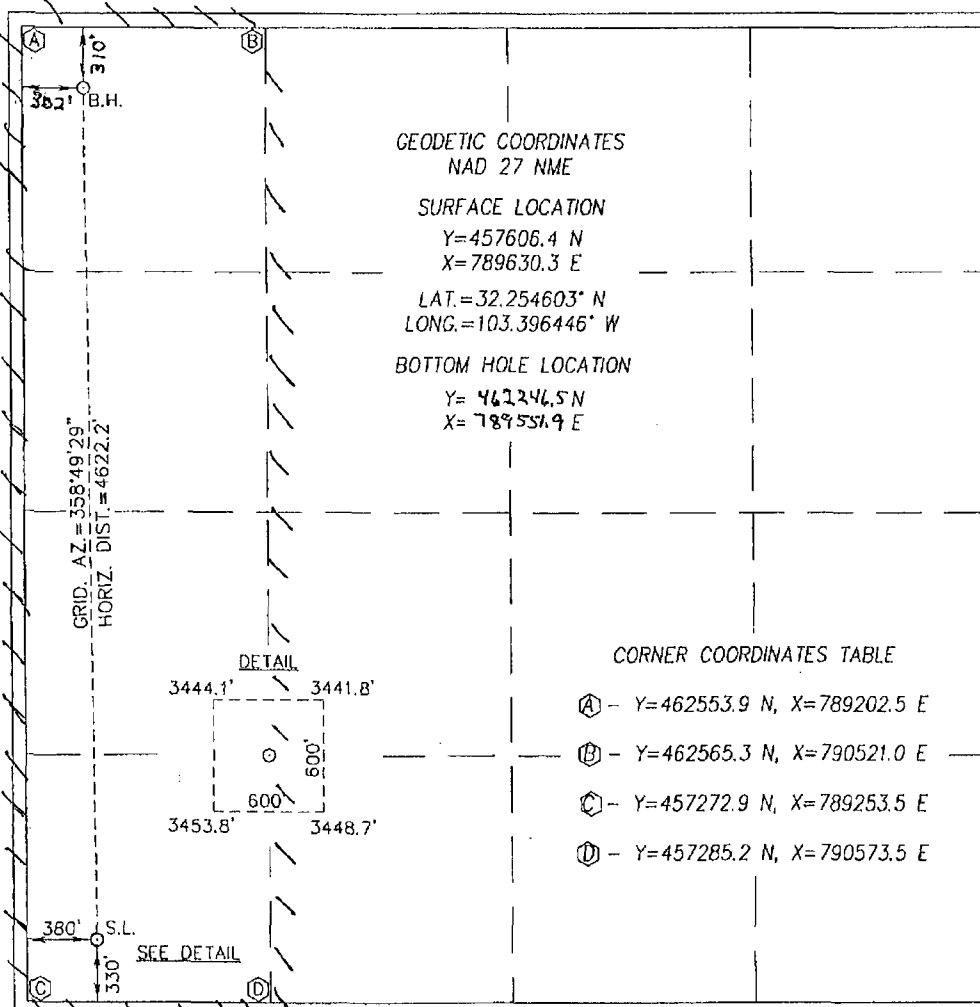 A
B
310'
B.H.
GEODETIC COORDINATES
NAD 27 NME
SURFACE LOCATION
Y=457606.4 N
X=789630.3 E
LAT.=32.254603° N
LONG.=103.396446° W
BOTTOM HOLE LOCATION
Y= 462246.5 N
X= 789551.9 E
GRID. AZ.=358°49'29"
HORIZ. DIST.=4622.2'
DETAIL
3444.1' 3441.8'
600'
600'
3453.8' 3448.7'
CORNER COORDINATES TABLE
A - Y=462553.9 N, X=789202.5 E
B - Y=462565.3 N, X=790521.0 E
C - Y=457272.9 N, X=789253.5 E
D - Y=457285.2 N, X=790573.5 E
380'
S.L.
SEE DETAIL
330'
C
D